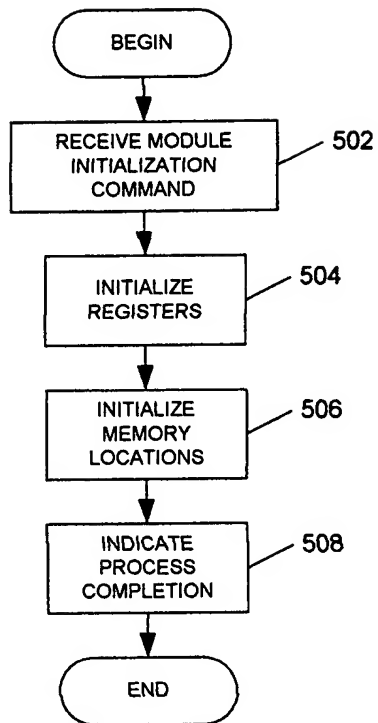 BEGIN
RECEIVE MODULE
INITIALIZATION
COMMAND
502
INITIALIZE
REGISTERS
504
INITIALIZE
MEMORY
LOCATIONS
506
INDICATE
PROCESS
COMPLETION
508
END